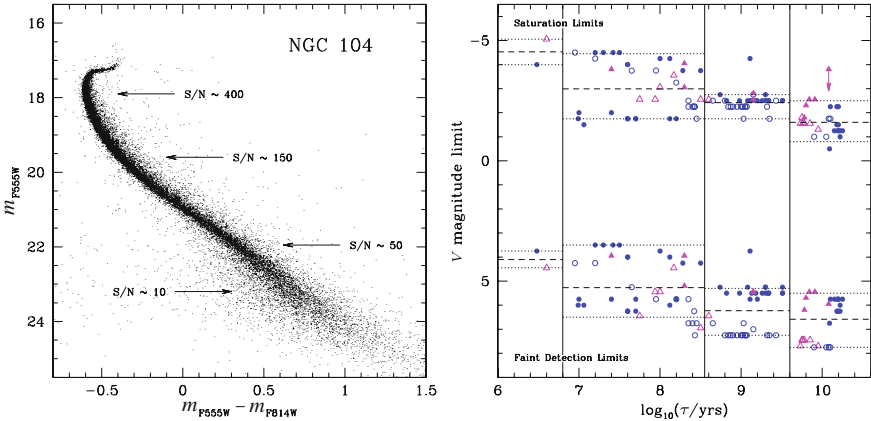 NGC 104
S/N ~ 400
S/N ~ 150
S/N ~ 50
S/N ~ 10
16
18
20
22
24
m_F555W
−0.5
0
0.5
1
1.5
m_F555W − m_F814W
Saturation Limits
Faint Detection Limits
-5
0
5
V magnitude limit
6
7
8
9
10
log₁₀(τ/yrs)